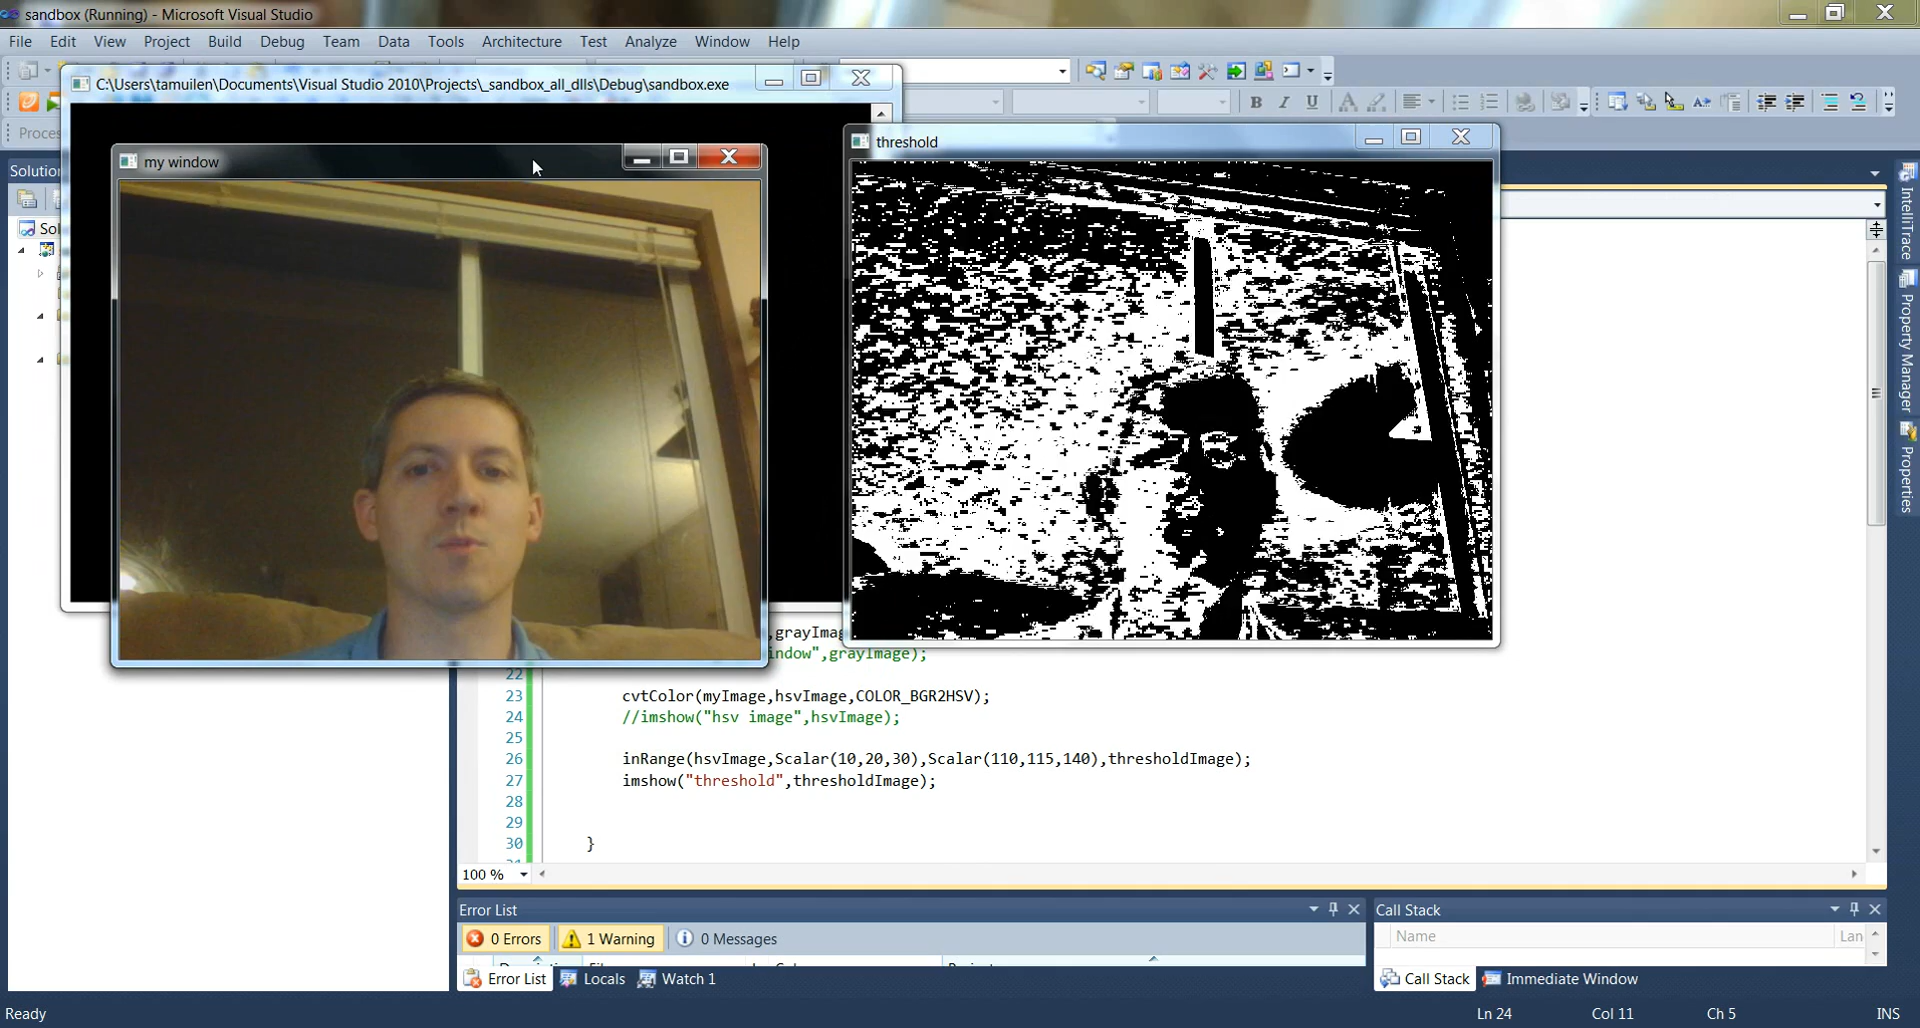 sandbox (Running) - Microsoft Visual Studio
File Edit View Project Build Debug Team Data Tools Architecture Test Analyze Window Help
C:\Users\tamuilen\Documents\Visual Studio 2010\Projects\_sandbox_all_dlls\Debug\sandbox.exe
B I U A
Proces
threshold
my window
Solution
Sol
IntelliTrace
Property Manager
Properties
,grayIma
indow",grayImage);
22
23 cvtColor(myImage,hsvImage,COLOR_BGR2HSV);
24 //imshow("hsv image",hsvImage);
25
26 inRange(hsvImage,Scalar(10,20,30),Scalar(110,115,140),thresholdImage);
27 imshow("threshold",thresholdImage);
28
29
30 }
100 %
Error List
Call Stack
0 Errors 1 Warning 0 Messages
Name Lan
Error List Locals Watch 1
Call Stack Immediate Window
Ready Ln 24 Col 11 Ch 5 INS